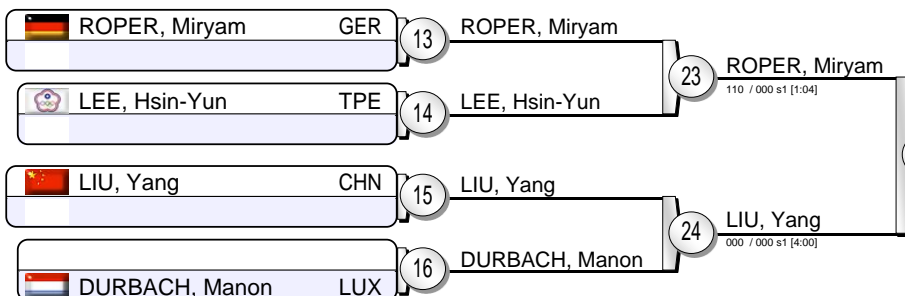 ROPER, Miryam GER
13
ROPER, Miryam
23
ROPER, Miryam
110 / 000 s1 [1:04]
LEE, Hsin-Yun TPE
14
LEE, Hsin-Yun
LIU, Yang CHN
15
LIU, Yang
24
LIU, Yang
000 / 000 s1 [4:00]
DURBACH, Manon LUX
16
DURBACH, Manon